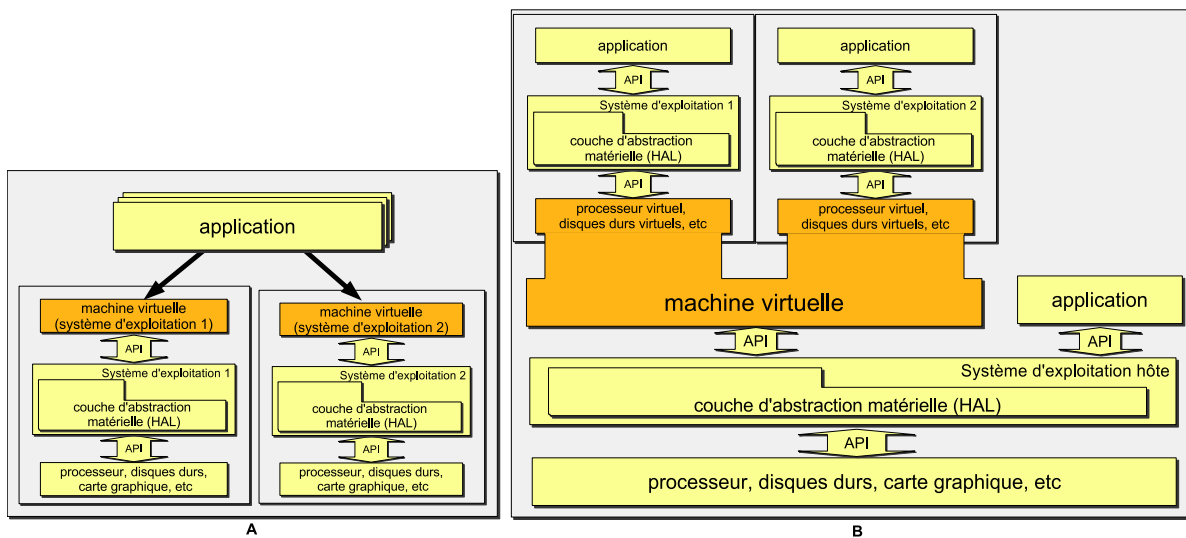 application
machine virtuelle
(système d'exploitation 1)
API
Système d'exploitation 1
couche d'abstraction
matérielle (HAL)
API
processeur, disques durs,
carte graphique, etc
machine virtuelle
(système d'exploitation 2)
API
Système d'exploitation 2
couche d'abstraction
matérielle (HAL)
API
processeur, disques durs,
carte graphique, etc
A
application
API
Système d'exploitation 1
couche d'abstraction
matérielle (HAL)
API
processeur virtuel,
disques durs virtuels, etc
application
API
Système d'exploitation 2
couche d'abstraction
matérielle (HAL)
API
processeur virtuel,
disques durs virtuels, etc
machine virtuelle
application
API
API
Système d'exploitation hôte
couche d'abstraction matérielle (HAL)
API
processeur, disques durs, carte graphique, etc
B